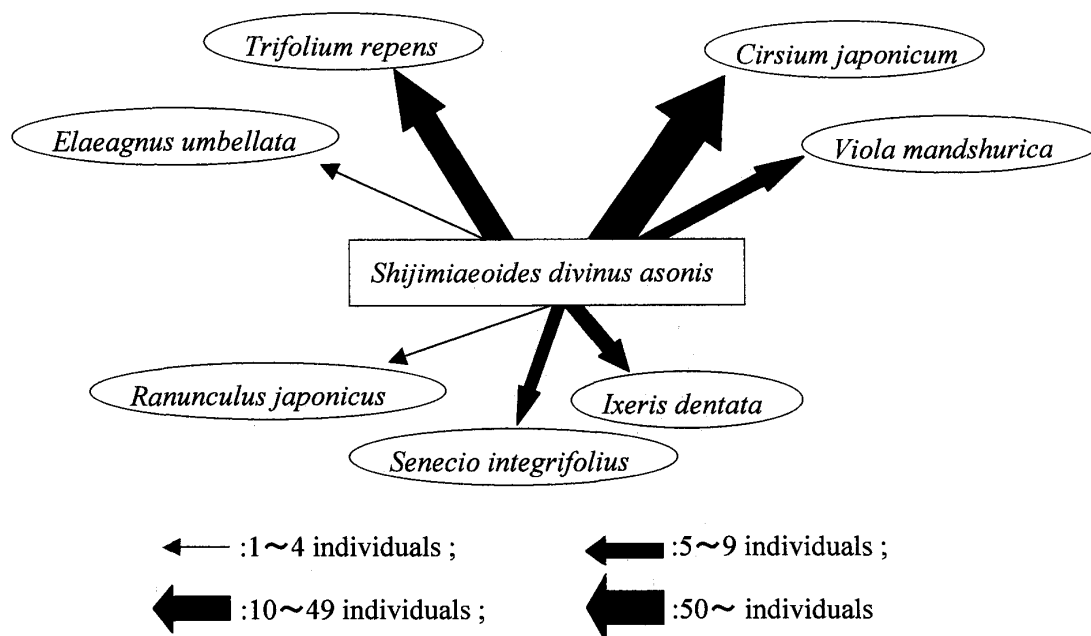 Trifolium repens
Cirsium japonicum
Elaeagnus umbellata
Viola mandshurica
Shijimiaeoides divinus asonis
Ranunculus japonicus
Ixeris dentata
Senecio integrifolius
:1～4 individuals ;
:5～9 individuals ;
:10～49 individuals ;
:50～ individuals